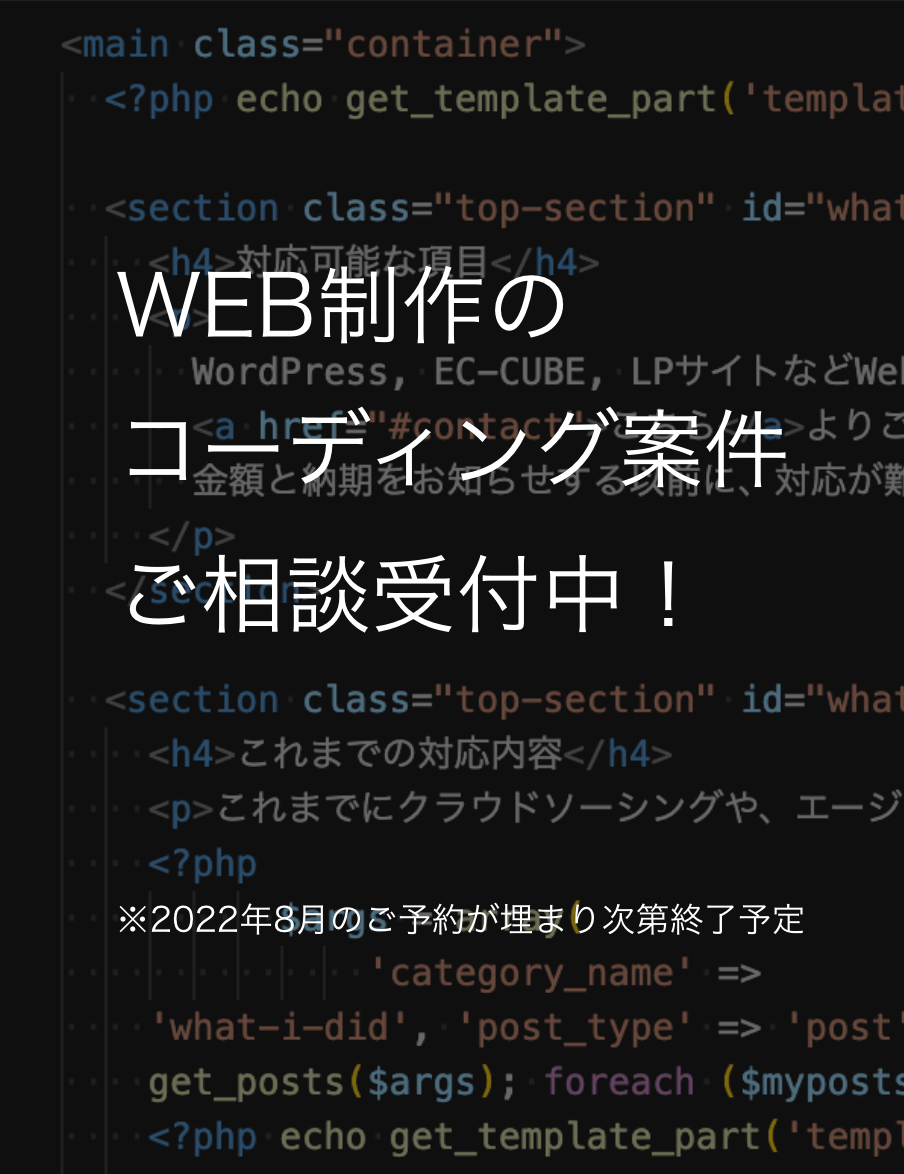 <main class="container">
<?php echo get_template_part('templat
<section class="top-section" id="what
<h4>対応可能な項目</h4>
WEB制作の
<p>
WordPress, EC-CUBE, LPサイトなどWeb
<a href="#contact">こちら</a>よりご
コーディング案件
金額と納期をお知らせする以前に、対応が難
</p>
ご相談受付中！
</section>
<section class="top-section" id="what
<h4>これまでの対応内容</h4>
<p>これまでにクラウドソーシングや、エージ
<?php
※2022年8月のご予約が埋まり次第終了予定
$args = array(
'category_name' =>
'what-i-did', 'post_type' => 'post'
get_posts($args); foreach ($myposts
<?php echo get_template_part('templ